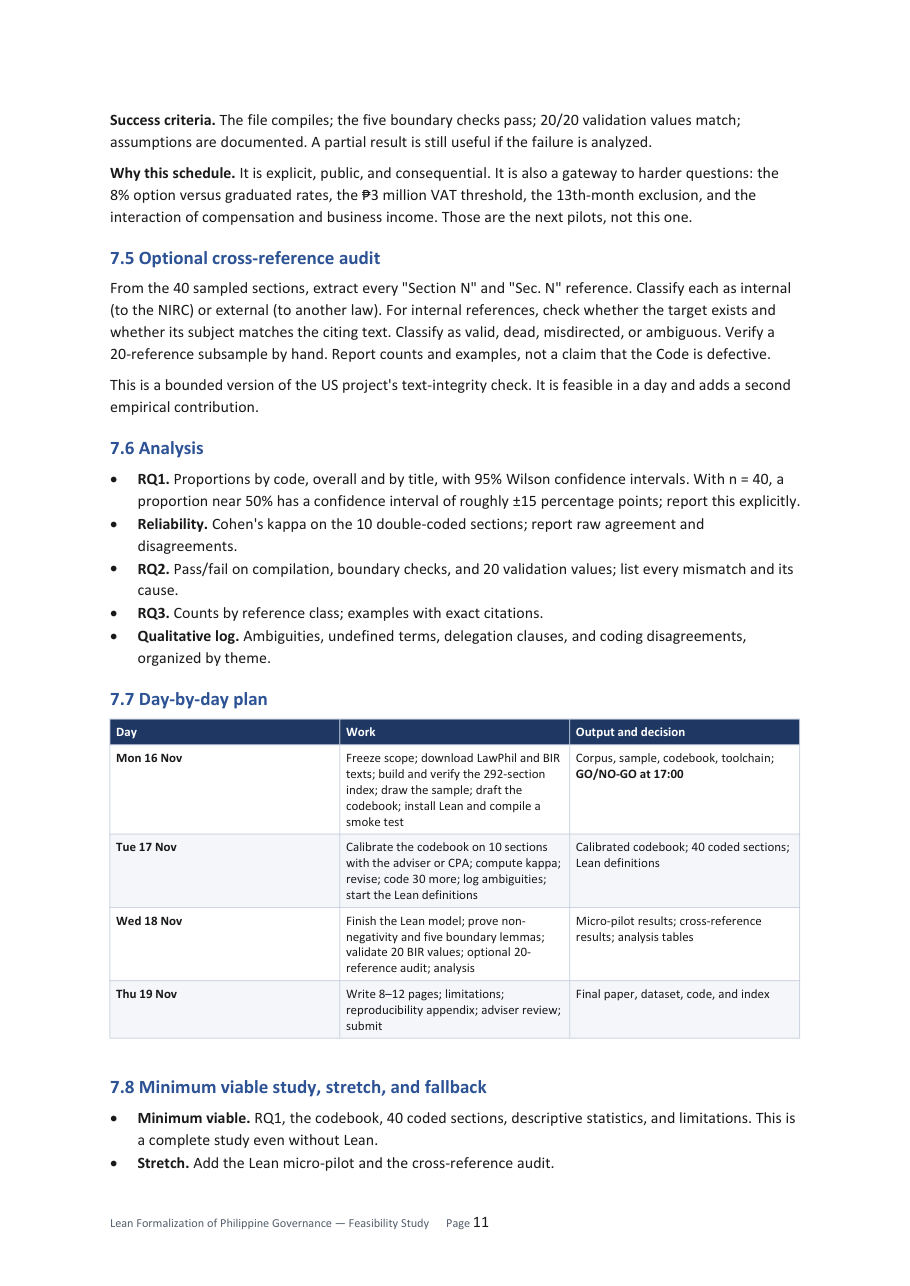 Success criteria. The file compiles; the five boundary checks pass; 20/20 validation values match;
assumptions are documented. A partial result is still useful if the failure is analyzed.
Why this schedule. It is explicit, public, and consequential. It is also a gateway to harder questions: the
8% option versus graduated rates, the ₱3 million VAT threshold, the 13th-month exclusion, and the
interaction of compensation and business income. Those are the next pilots, not this one.
7.5 Optional cross-reference audit
From the 40 sampled sections, extract every "Section N" and "Sec. N" reference. Classify each as internal
(to the NIRC) or external (to another law). For internal references, check whether the target exists and
whether its subject matches the citing text. Classify as valid, dead, misdirected, or ambiguous. Verify a
20-reference subsample by hand. Report counts and examples, not a claim that the Code is defective.
This is a bounded version of the US project's text-integrity check. It is feasible in a day and adds a second
empirical contribution.
7.6 Analysis
• RQ1. Proportions by code, overall and by title, with 95% Wilson confidence intervals. With n = 40, a
proportion near 50% has a confidence interval of roughly ±15 percentage points; report this explicitly.
• Reliability. Cohen's kappa on the 10 double-coded sections; report raw agreement and
disagreements.
• RQ2. Pass/fail on compilation, boundary checks, and 20 validation values; list every mismatch and its
cause.
• RQ3. Counts by reference class; examples with exact citations.
• Qualitative log. Ambiguities, undefined terms, delegation clauses, and coding disagreements,
organized by theme.
7.7 Day-by-day plan
Day Work Output and decision
Mon 16 Nov
Freeze scope; download LawPhil and BIR
texts; build and verify the 292-section
index; draw the sample; draft the
codebook; install Lean and compile a
smoke test
Corpus, sample, codebook, toolchain;
GO/NO-GO at 17:00
Tue 17 Nov
Calibrate the codebook on 10 sections
with the adviser or CPA; compute kappa;
revise; code 30 more; log ambiguities;
start the Lean definitions
Calibrated codebook; 40 coded sections;
Lean definitions
Wed 18 Nov
Finish the Lean model; prove non-
negativity and five boundary lemmas;
validate 20 BIR values; optional 20-
reference audit; analysis
Micro-pilot results; cross-reference
results; analysis tables
Thu 19 Nov
Write 8–12 pages; limitations;
reproducibility appendix; adviser review;
submit
Final paper, dataset, code, and index
7.8 Minimum viable study, stretch, and fallback
• Minimum viable. RQ1, the codebook, 40 coded sections, descriptive statistics, and limitations. This is
a complete study even without Lean.
• Stretch. Add the Lean micro-pilot and the cross-reference audit.
Lean Formalization of Philippine Governance — Feasibility Study Page 11